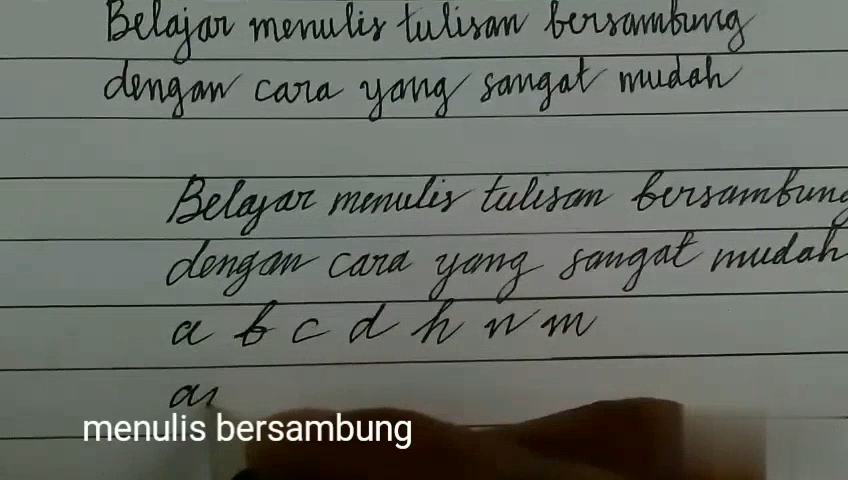 Belajar menulis tulisan bersambung
dengan cara yang sangat mudah
Belajar menulis tulisan bersambung
dengan cara yang sangat mudah
a b c d h n m
menulis bersambung